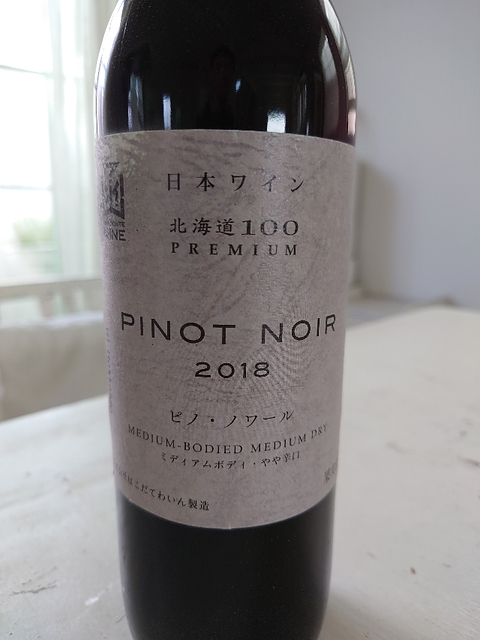 日本ワイン
北海道100
PREMIUM
PINOT NOIR
2018
ピノ・ノワール
MEDIUM-BODIED MEDIUM DRY
ミディアムボディ・やや辛口
はこだてわいん製造